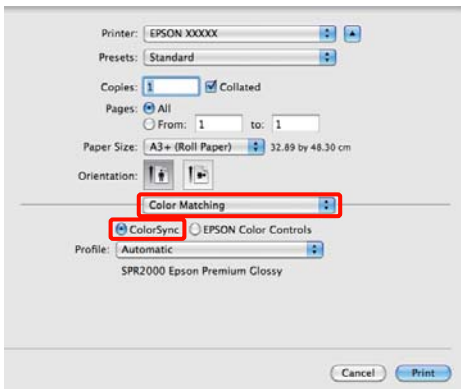 Printer: EPSON XXXXX
Presets: Standard
Copies: 1 Collated
Pages: All
From: 1 to: 1
Paper Size: A3+ (Roll Paper) 32.89 by 48.30 cm
Orientation:
Color Matching
ColorSync EPSON Color Controls
Profile: Automatic
SPR2000 Epson Premium Glossy
Cancel Print